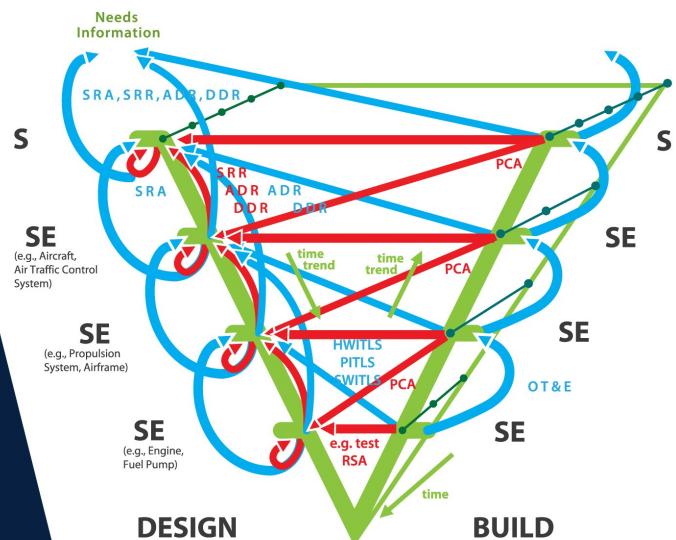 Needs
Information
SRA, SRR, ADR, DDR
S
S
PCA
SRR
SRA
ADR ADR
DDR DDR
SE
(e.g., Aircraft,
Air Traffic Control
System)
SE
time
trend
time
trend
PCA
SE
(e.g., Propulsion
System, Airframe)
SE
HWITLS
PITLS
SWITLS
PCA
OT&E
SE
(e.g., Engine,
Fuel Pump)
SE
e.g. test
RSA
time
DESIGN
BUILD